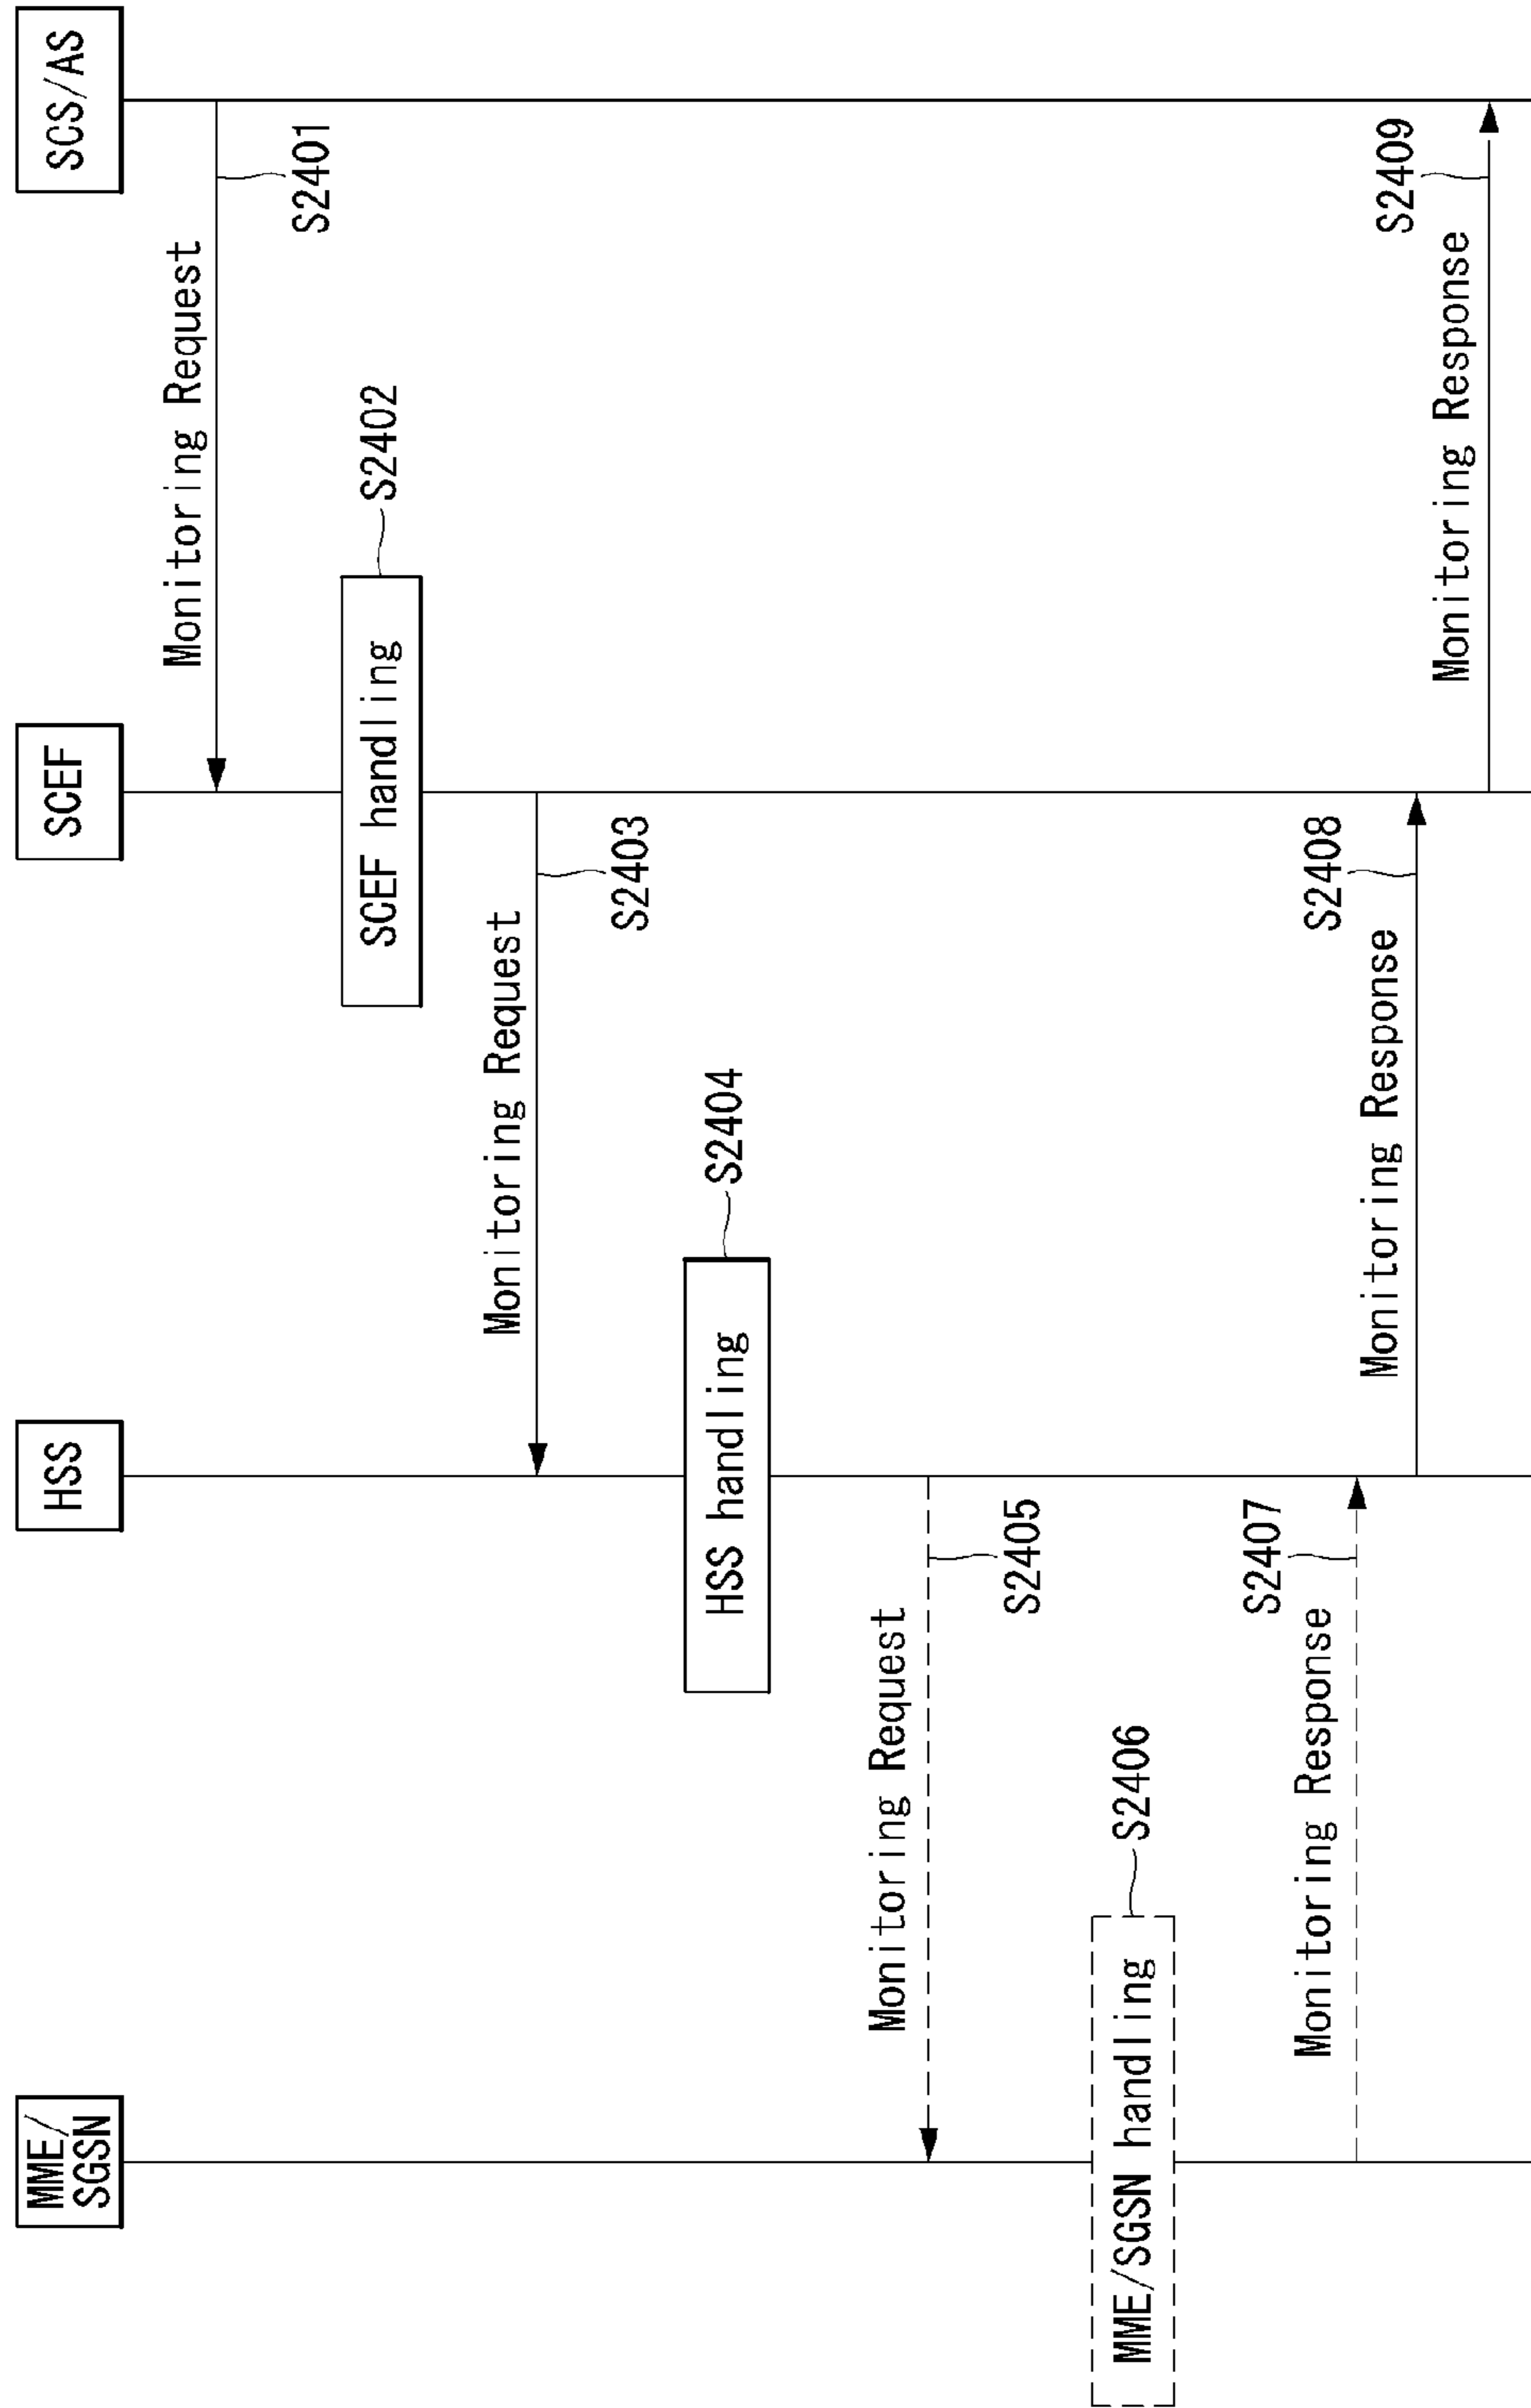 MME/
SGSN
HSS
SCEF
SCS/AS
Monitoring Request
S2401
SCEF handling
S2402
Monitoring Request
S2403
HSS handling
S2404
Monitoring Request
S2405
MME/SGSN handling
S2406
Monitoring Response
S2407
Monitoring Response
S2408
Monitoring Response
S2409